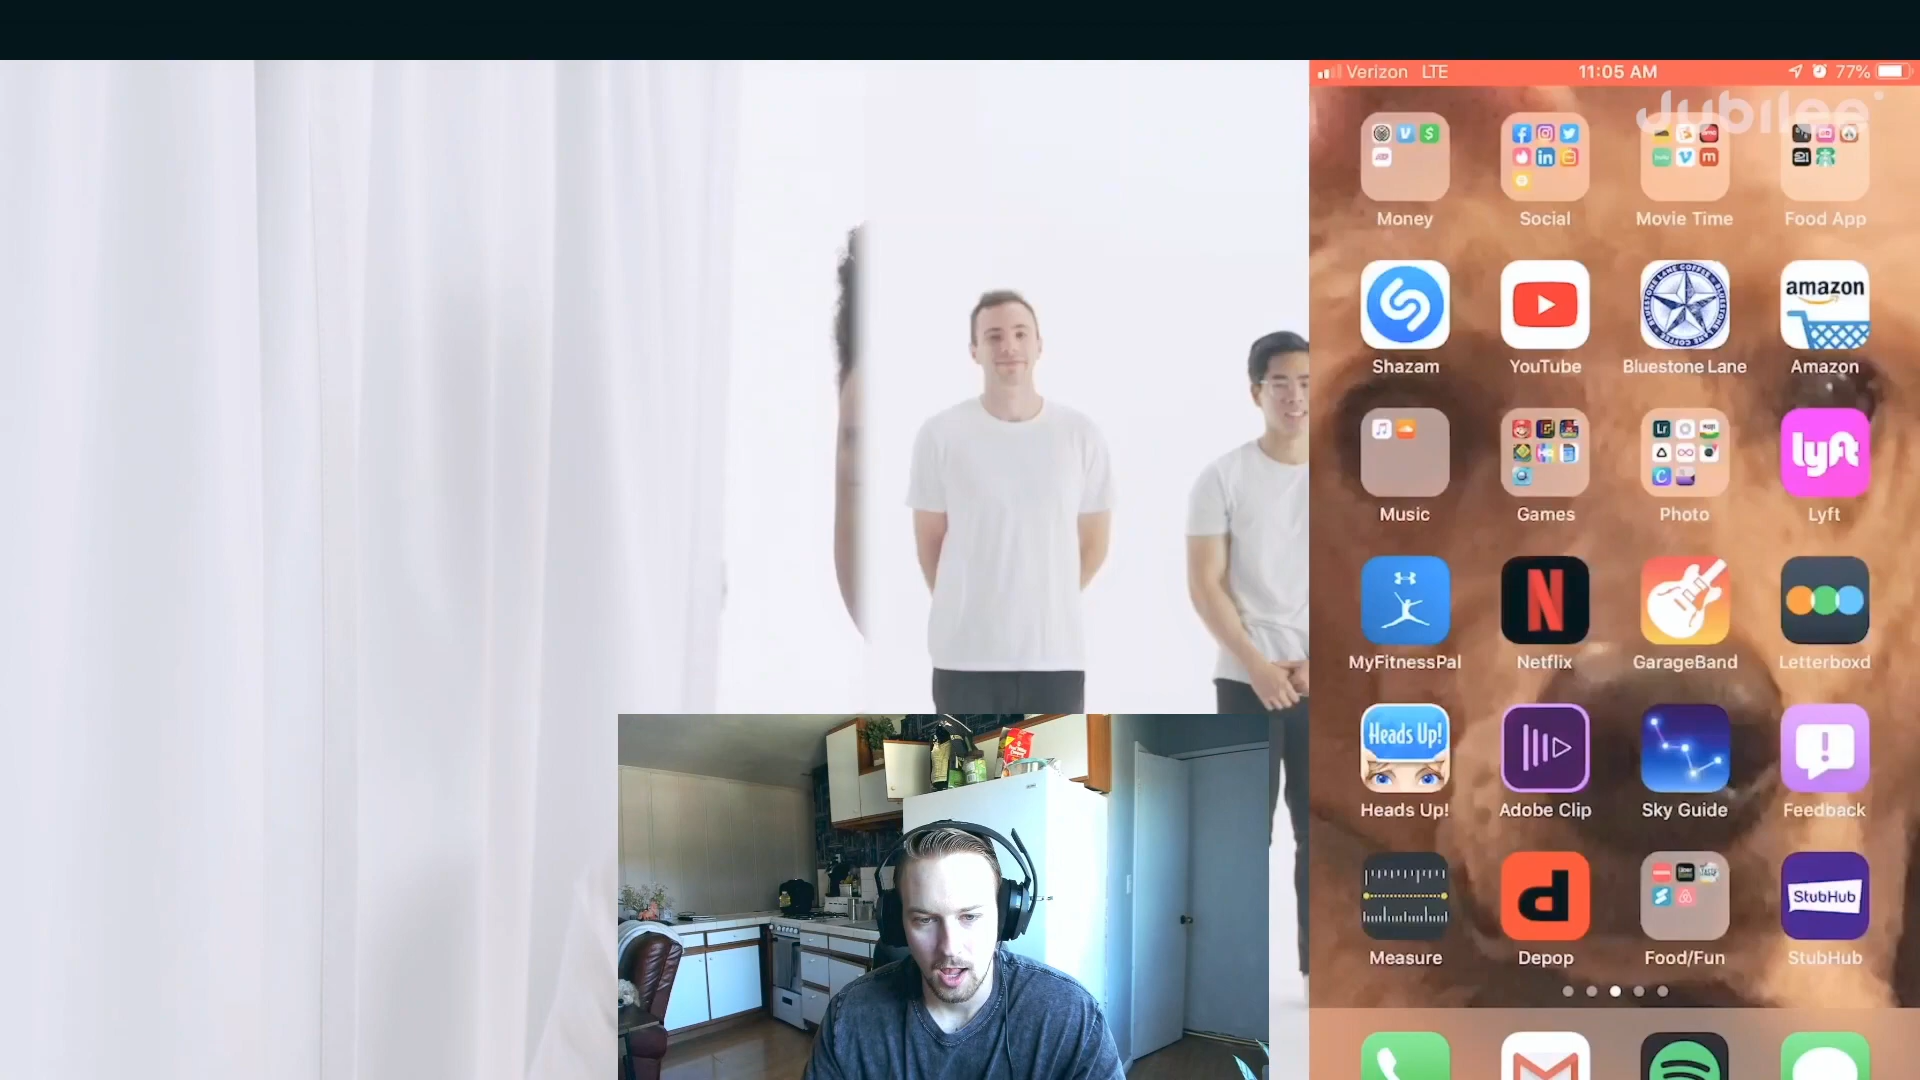 Verizon LTE 11:05 AM 77%
Jubilee
Money Social Movie Time Food App
amazon
Shazam YouTube Bluestone Lane Amazon
lyft
Music Games Photo Lyft
N
MyFitnessPal Netflix GarageBand Letterboxd
Heads Up!
Heads Up! Adobe Clip Sky Guide Feedback
d
StubHub
Measure Depop Food/Fun StubHub